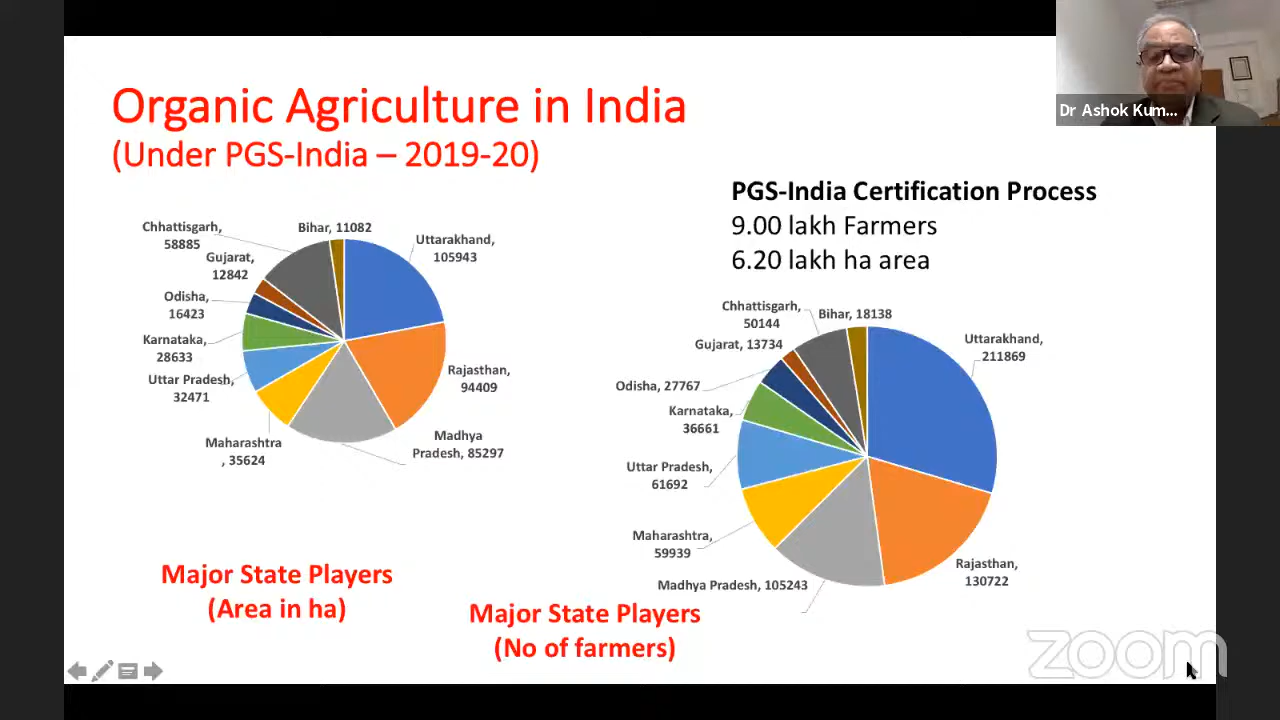 Organic Agriculture in India
(Under PGS-India – 2019-20)
Dr Ashok Kum...
PGS-India Certification Process
9.00 lakh Farmers
6.20 lakh ha area
Chhattisgarh,
58885
Bihar, 11082
Uttarakhand,
105943
Gujarat,
12842
Odisha,
16423
Karnataka,
28633
Uttar Pradesh,
32471
Maharashtra
, 35624
Madhya
Pradesh, 85297
Rajasthan,
94409
Major State Players
(Area in ha)
Chhattisgarh,
50144
Bihar, 18138
Uttarakhand,
211869
Gujarat, 13734
Odisha, 27767
Karnataka,
36661
Uttar Pradesh,
61692
Maharashtra,
59939
Madhya Pradesh, 105243
Rajasthan,
130722
Major State Players
(No of farmers)
zoom